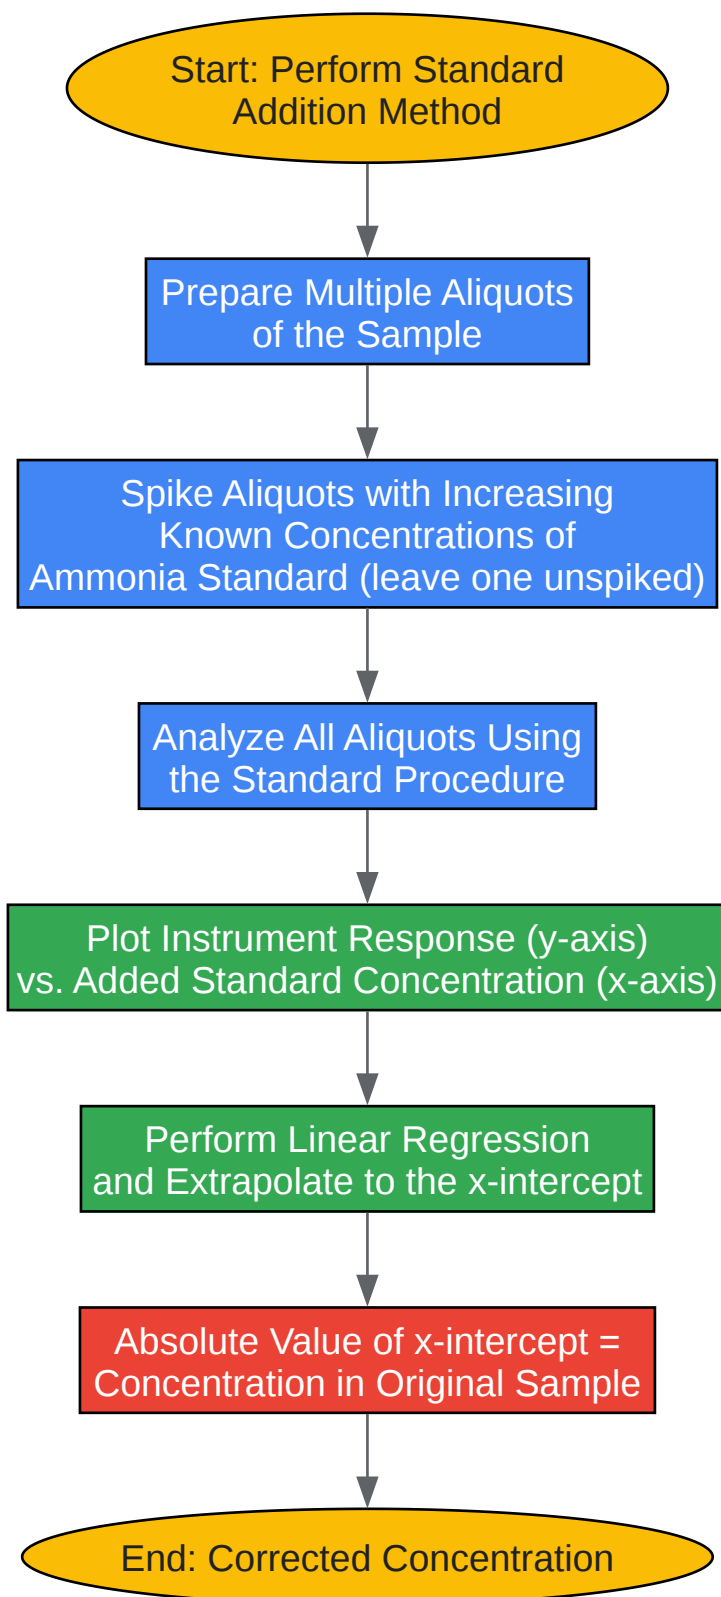 Start: Perform Standard
Addition Method
Prepare Multiple Aliquots
of the Sample
Spike Aliquots with Increasing
Known Concentrations of
Ammonia Standard (leave one unspiked)
Analyze All Aliquots Using
the Standard Procedure
Plot Instrument Response (y-axis)
vs. Added Standard Concentration (x-axis)
Perform Linear Regression
and Extrapolate to the x-intercept
Absolute Value of x-intercept =
Concentration in Original Sample
End: Corrected Concentration